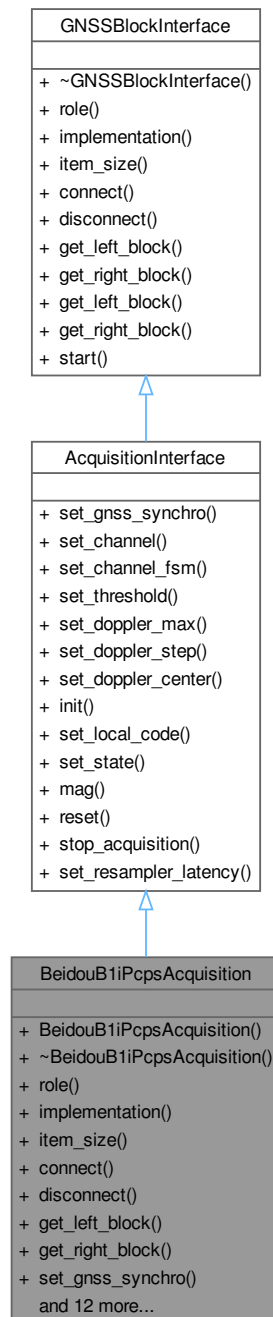 GNSSBlockInterface
+ ~GNSSBlockInterface()
+ role()
+ implementation()
+ item_size()
+ connect()
+ disconnect()
+ get_left_block()
+ get_right_block()
+ get_left_block()
+ get_right_block()
+ start()
AcquisitionInterface
+ set_gnss_synchro()
+ set_channel()
+ set_channel_fsm()
+ set_threshold()
+ set_doppler_max()
+ set_doppler_step()
+ set_doppler_center()
+ init()
+ set_local_code()
+ set_state()
+ mag()
+ reset()
+ stop_acquisition()
+ set_resampler_latency()
BeidouB1iPcpsAcquisition
+ BeidouB1iPcpsAcquisition()
+ ~BeidouB1iPcpsAcquisition()
+ role()
+ implementation()
+ item_size()
+ connect()
+ disconnect()
+ get_left_block()
+ get_right_block()
+ set_gnss_synchro()
and 12 more...